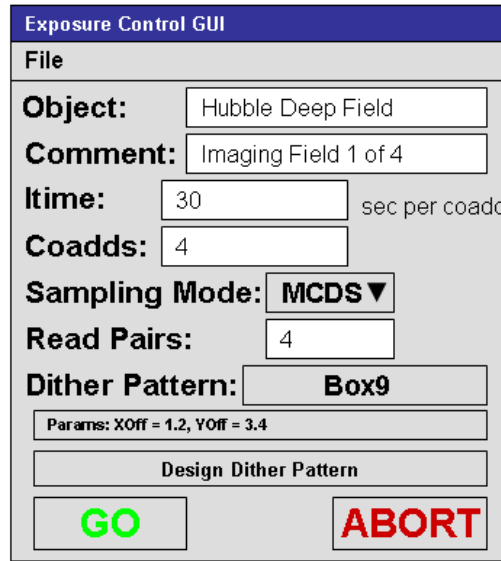 Exposure Control GUI
File
Object: Hubble Deep Field
Comment: Imaging Field 1 of 4
Itime: 30 sec per coadd
Coadds: 4
Sampling Mode: MCDS▼
Read Pairs: 4
Dither Pattern: Box9
Params: XOff = 1.2, YOff = 3.4
Design Dither Pattern
GO ABORT